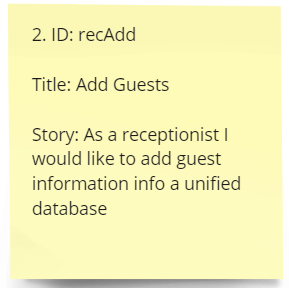 2. ID: recAdd
Title: Add Guests
Story: As a receptionist I
would like to add guest
information info a unified
database